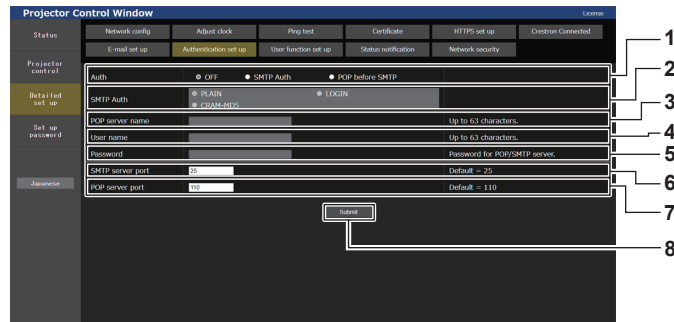 Projector Control Window
License
Status
Network config
Adjust clock
Ping test
Certificate
HTTPS set up
Crestron Connected
E-mail set up
Authentication set up
User function set up
Status notification
Network security
Projector control
Detailed set up
Set up password
Japanese
Auth OFF SMTP Auth POP before SMTP
SMTP Auth PLAIN LOGIN
CRAM-MD5
POP server name Up to 63 characters.
User name Up to 63 characters.
Password Password for POP/SMTP server.
SMTP server port 25 Default = 25
POP server port 110 Default = 110
Submit
1
2
3
4
5
6
7
8